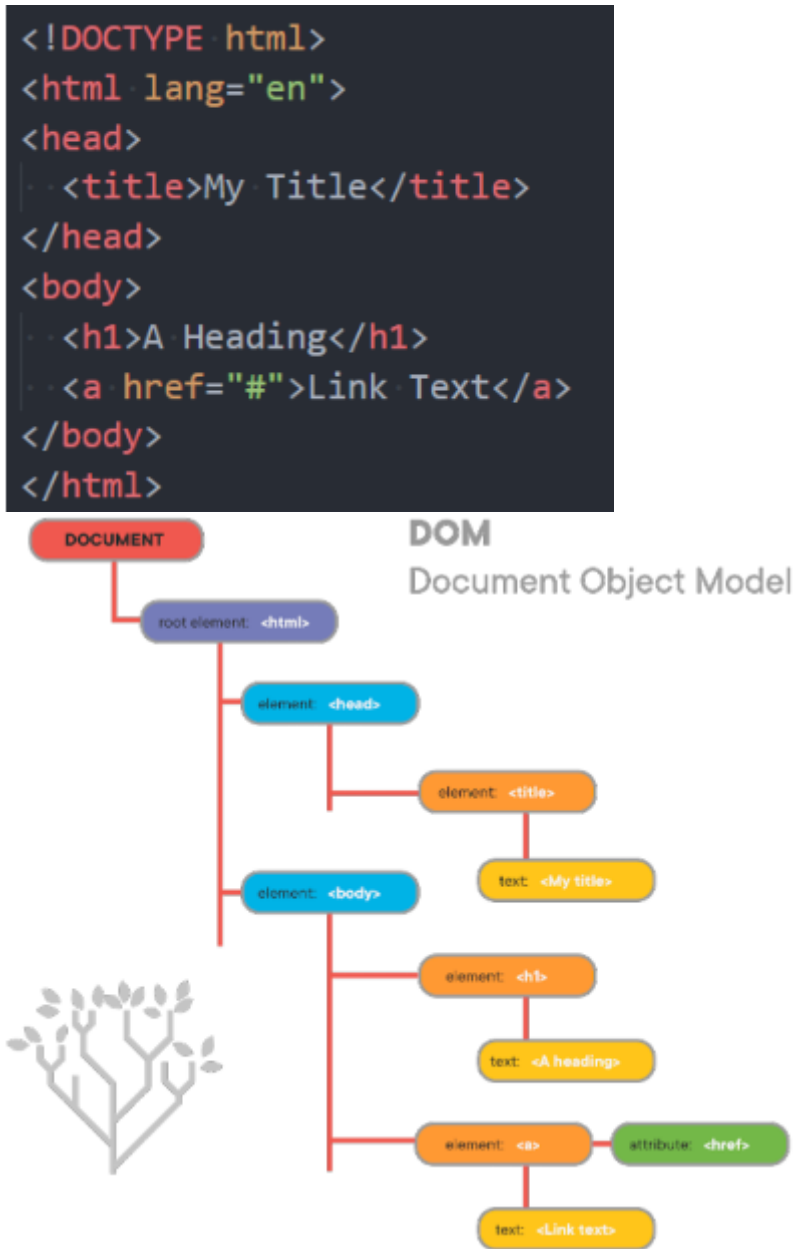 <!DOCTYPE html>
<html lang="en">
<head>
<title>My Title</title>
</head>
<body>
<h1>A Heading</h1>
<a href="#">Link Text</a>
</body>
</html>
DOCUMENT
DOM
Document Object Model
root element: <html>
element: <head>
element: <title>
text: <My title>
element: <body>
element: <h1>
text: <A heading>
element: <a>
attribute: <href>
text: <Link text>